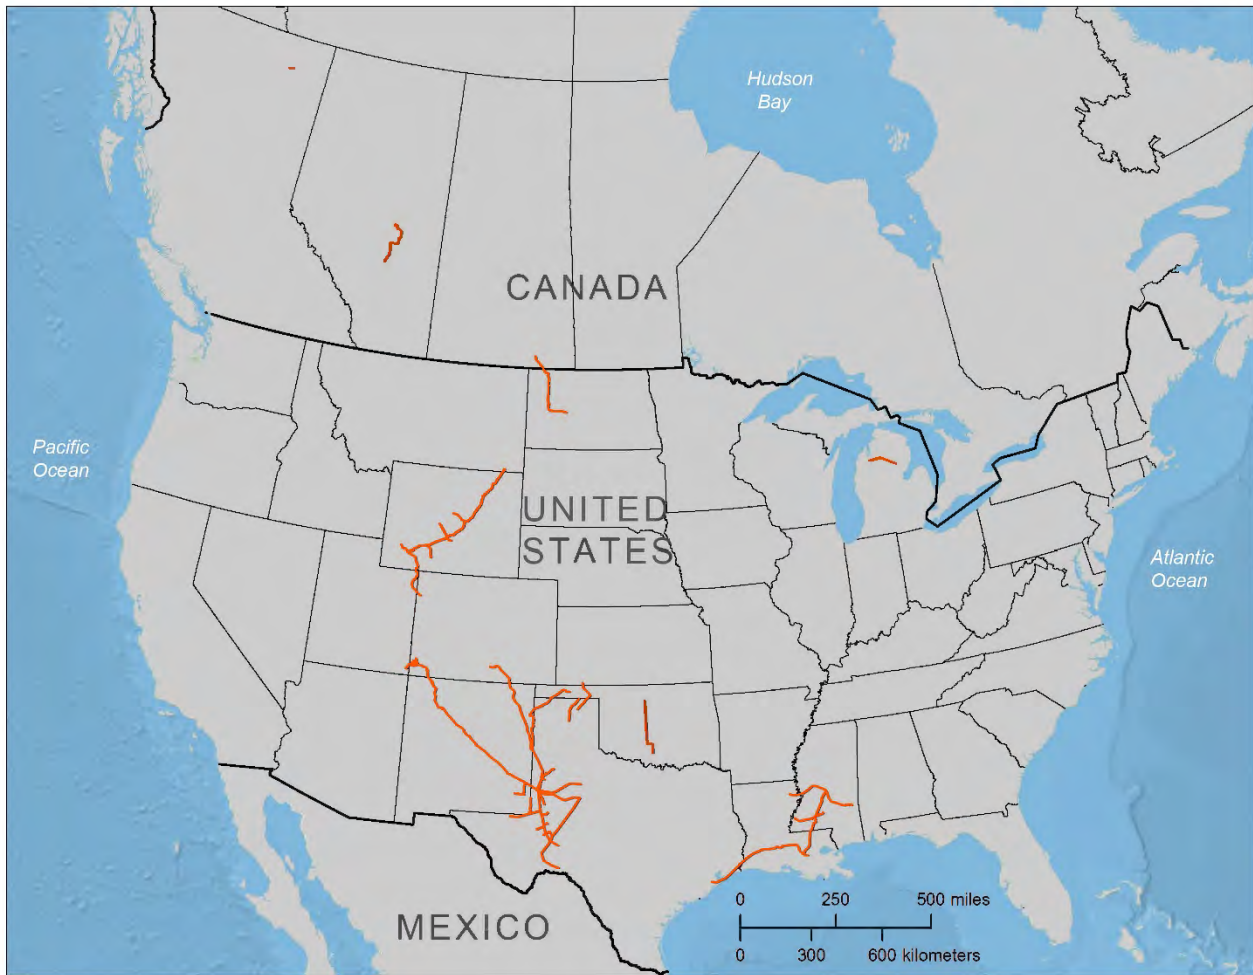 Hudson
Bay
CANADA
Pacific
Ocean
UNITED
STATES
Atlantic
Ocean
0 250 500 miles
0 300 600 kilometers
MEXICO